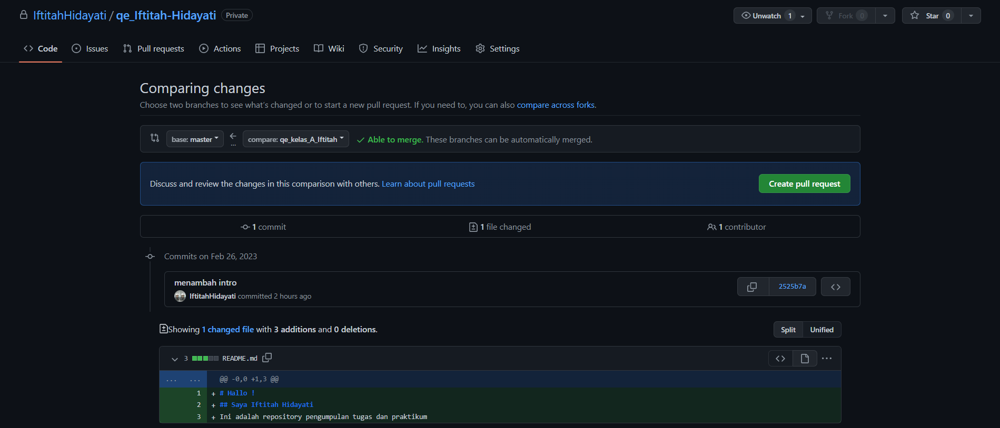 IftitahHidayati / qe_Iftitah-Hidayati Private
Unwatch 1 Fork 0 Star 0
Code Issues Pull requests Actions Projects Wiki Security Insights Settings
Comparing changes
Choose two branches to see what's changed or to start a new pull request. If you need to, you can also compare across forks.
base: master ... compare: qe_kelas_A_Iftitah Able to merge. These branches can be automatically merged.
Discuss and review the changes in this comparison with others. Learn about pull requests Create pull request
1 commit 1 file changed 1 contributor
Commits on Feb 26, 2023
menambah intro
IftitahHidayati committed 2 hours ago
2525b7a
Showing 1 changed file with 3 additions and 0 deletions.
Split Unified
3 README.md
... ... @@ -0,0 +1,3 @@
1 + # Hallo !
2 + ## Saya Iftitah Hidayati
3 + Ini adalah repository pengumpulan tugas dan praktikum